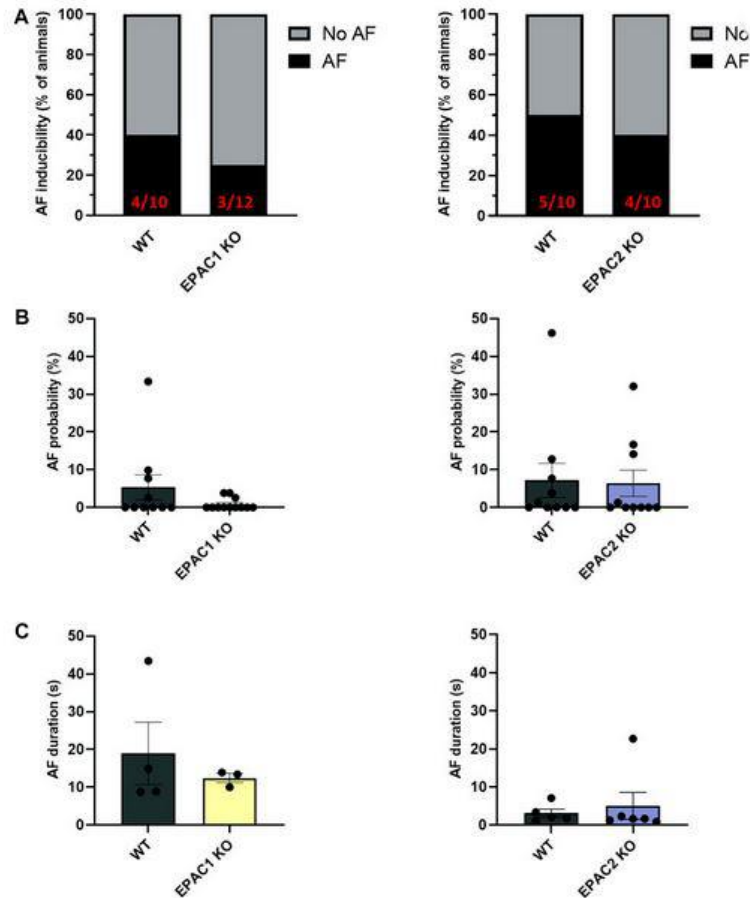 A
AF inducibility (% of animals)
100
80
60
40
20
0
No AF
AF
4/10
3/12
WT
EPAC1 KO
AF inducibility (% of animals)
100
80
60
40
20
0
No
AF
5/10
4/10
WT
EPAC2 KO
B
AF probability (%)
50
40
30
20
10
0
WT
EPAC1 KO
AF probability (%)
50
40
30
20
10
0
WT
EPAC2 KO
C
AF duration (s)
50
40
30
20
10
0
WT
EPAC1 KO
AF duration (s)
50
40
30
20
10
0
WT
EPAC2 KO